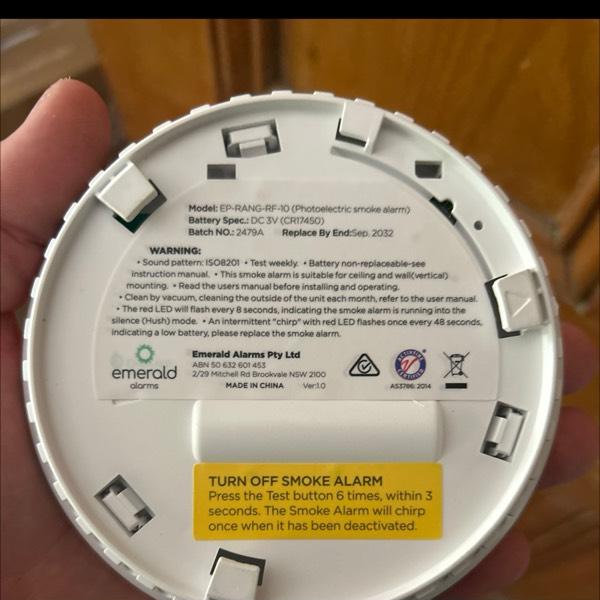 Model: EP-RANG-RF-10 (Photoelectric smoke alarm)
Battery Spec.: DC 3V (CR17450)
Batch NO.: 2479A Replace By End:Sep. 2032
WARNING:
• Sound pattern: ISO8201 • Test weekly. • Battery non-replaceable-see
instruction manual. • This smoke alarm is suitable for ceiling and wall(vertical)
mounting. • Read the users manual before installing and operating.
• Clean by vacuum, cleaning the outside of the unit each month, refer to the user manual.
• The red LED will flash every 8 seconds, indicating the smoke alarm is running into the
silence (Hush) mode. • An intermittent "chirp" with red LED flashes once every 48 seconds,
indicating a low battery, please replace the smoke alarm.
emerald
alarms
Emerald Alarms Pty Ltd
ABN 50 632 601 453
2/29 Mitchell Rd Brookvale NSW 2100
MADE IN CHINA Ver:1.0
AS3786: 2014
TURN OFF SMOKE ALARM
Press the Test button 6 times, within 3
seconds. The Smoke Alarm will chirp
once when it has been deactivated.